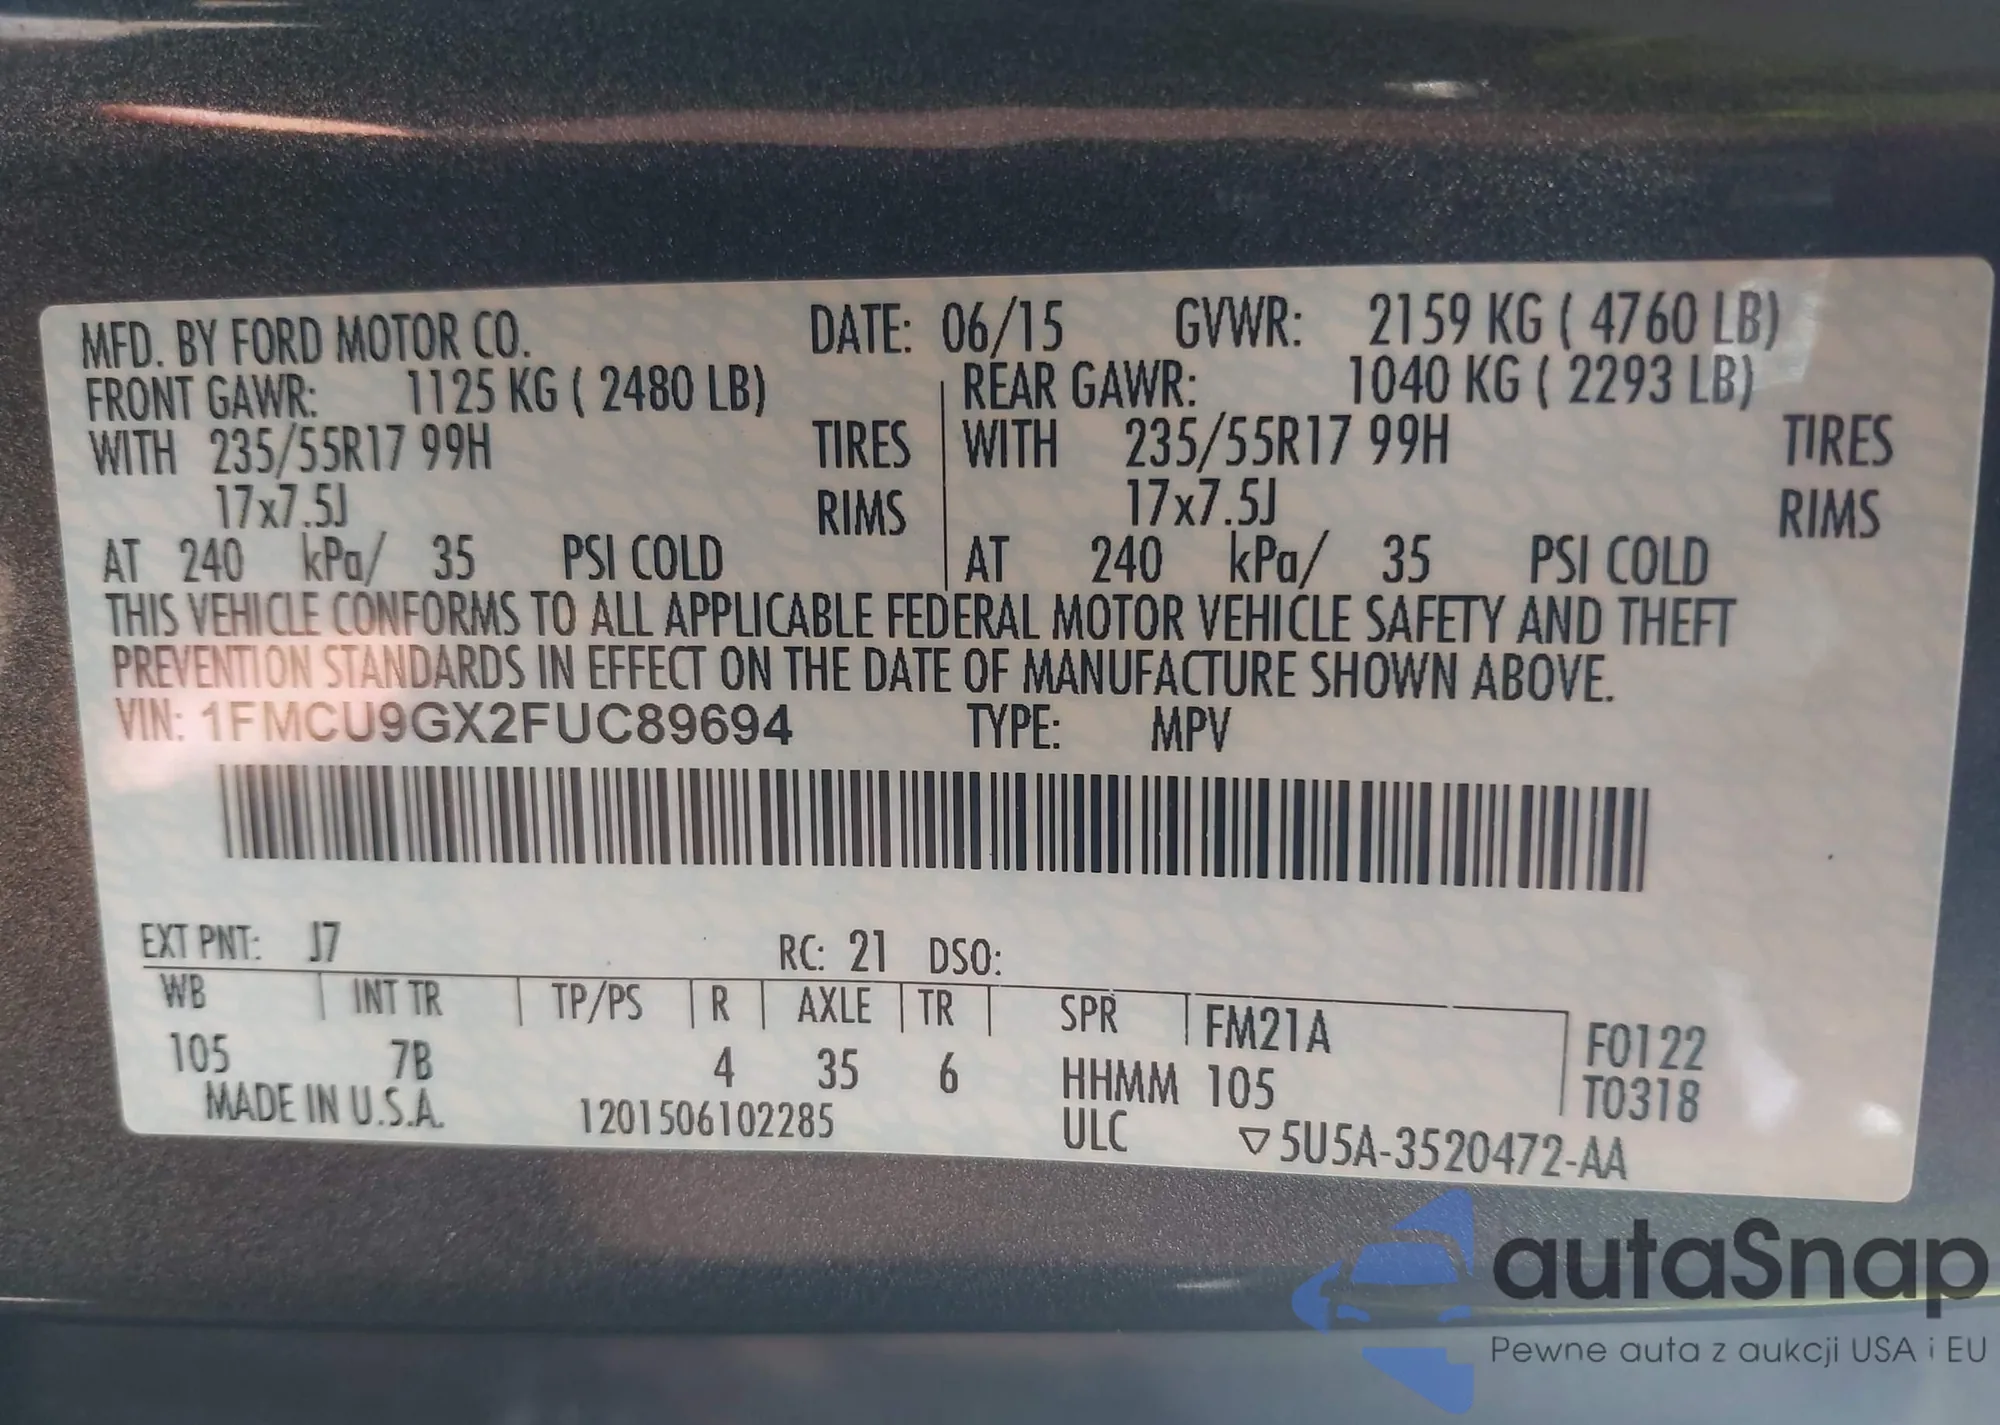 MFD. BY FORD MOTOR CO. DATE: 06/15 GVWR: 2159 KG ( 4760 LB)
FRONT GAWR: 1125 KG ( 2480 LB) REAR GAWR: 1040 KG ( 2293 LB)
WITH 235/55R17 99H TIRES WITH 235/55R17 99H TIRES
17x7.5J RIMS 17x7.5J RIMS
AT 240 kPa/ 35 PSI COLD AT 240 kPa/ 35 PSI COLD
THIS VEHICLE CONFORMS TO ALL APPLICABLE FEDERAL MOTOR VEHICLE SAFETY AND THEFT
PREVENTION STANDARDS IN EFFECT ON THE DATE OF MANUFACTURE SHOWN ABOVE.
VIN: 1FMCU9GX2FUC89694 TYPE: MPV
EXT PNT: J7 RC: 21 DSO:
WB INT TR TP/PS R AXLE TR SPR FM21A F0122
105 7B 4 35 6 HHMM 105 T0318
MADE IN U.S.A. 1201506102285 ULC ▽5U5A-3520472-AA
autaSnap
Pewne auta z aukcji USA i EU